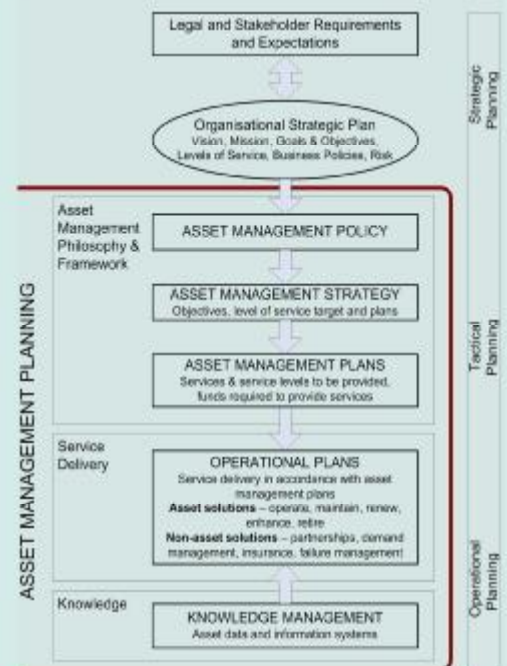 Legal and Stakeholder Requirements
and Expectations
Organisational Strategic Plan
Vision, Mission, Goals & Objectives,
Levels of Service, Business Policies, Risk
Strategic
Planning
Asset
Management
Philosophy &
Framework
ASSET MANAGEMENT POLICY
ASSET MANAGEMENT STRATEGY
Objectives, level of service target and plans
ASSET MANAGEMENT PLANS
Services & service levels to be provided,
funds required to provide services
Tactical
Planning
ASSET MANAGEMENT PLANNING
Service
Delivery
OPERATIONAL PLANS
Service delivery in accordance with asset
management plans
Asset solutions – operate, maintain, renew,
enhance, retire
Non-asset solutions – partnerships, demand
management, insurance, failure management
Operational
Planning
Knowledge
KNOWLEDGE MANAGEMENT
Asset data and information systems